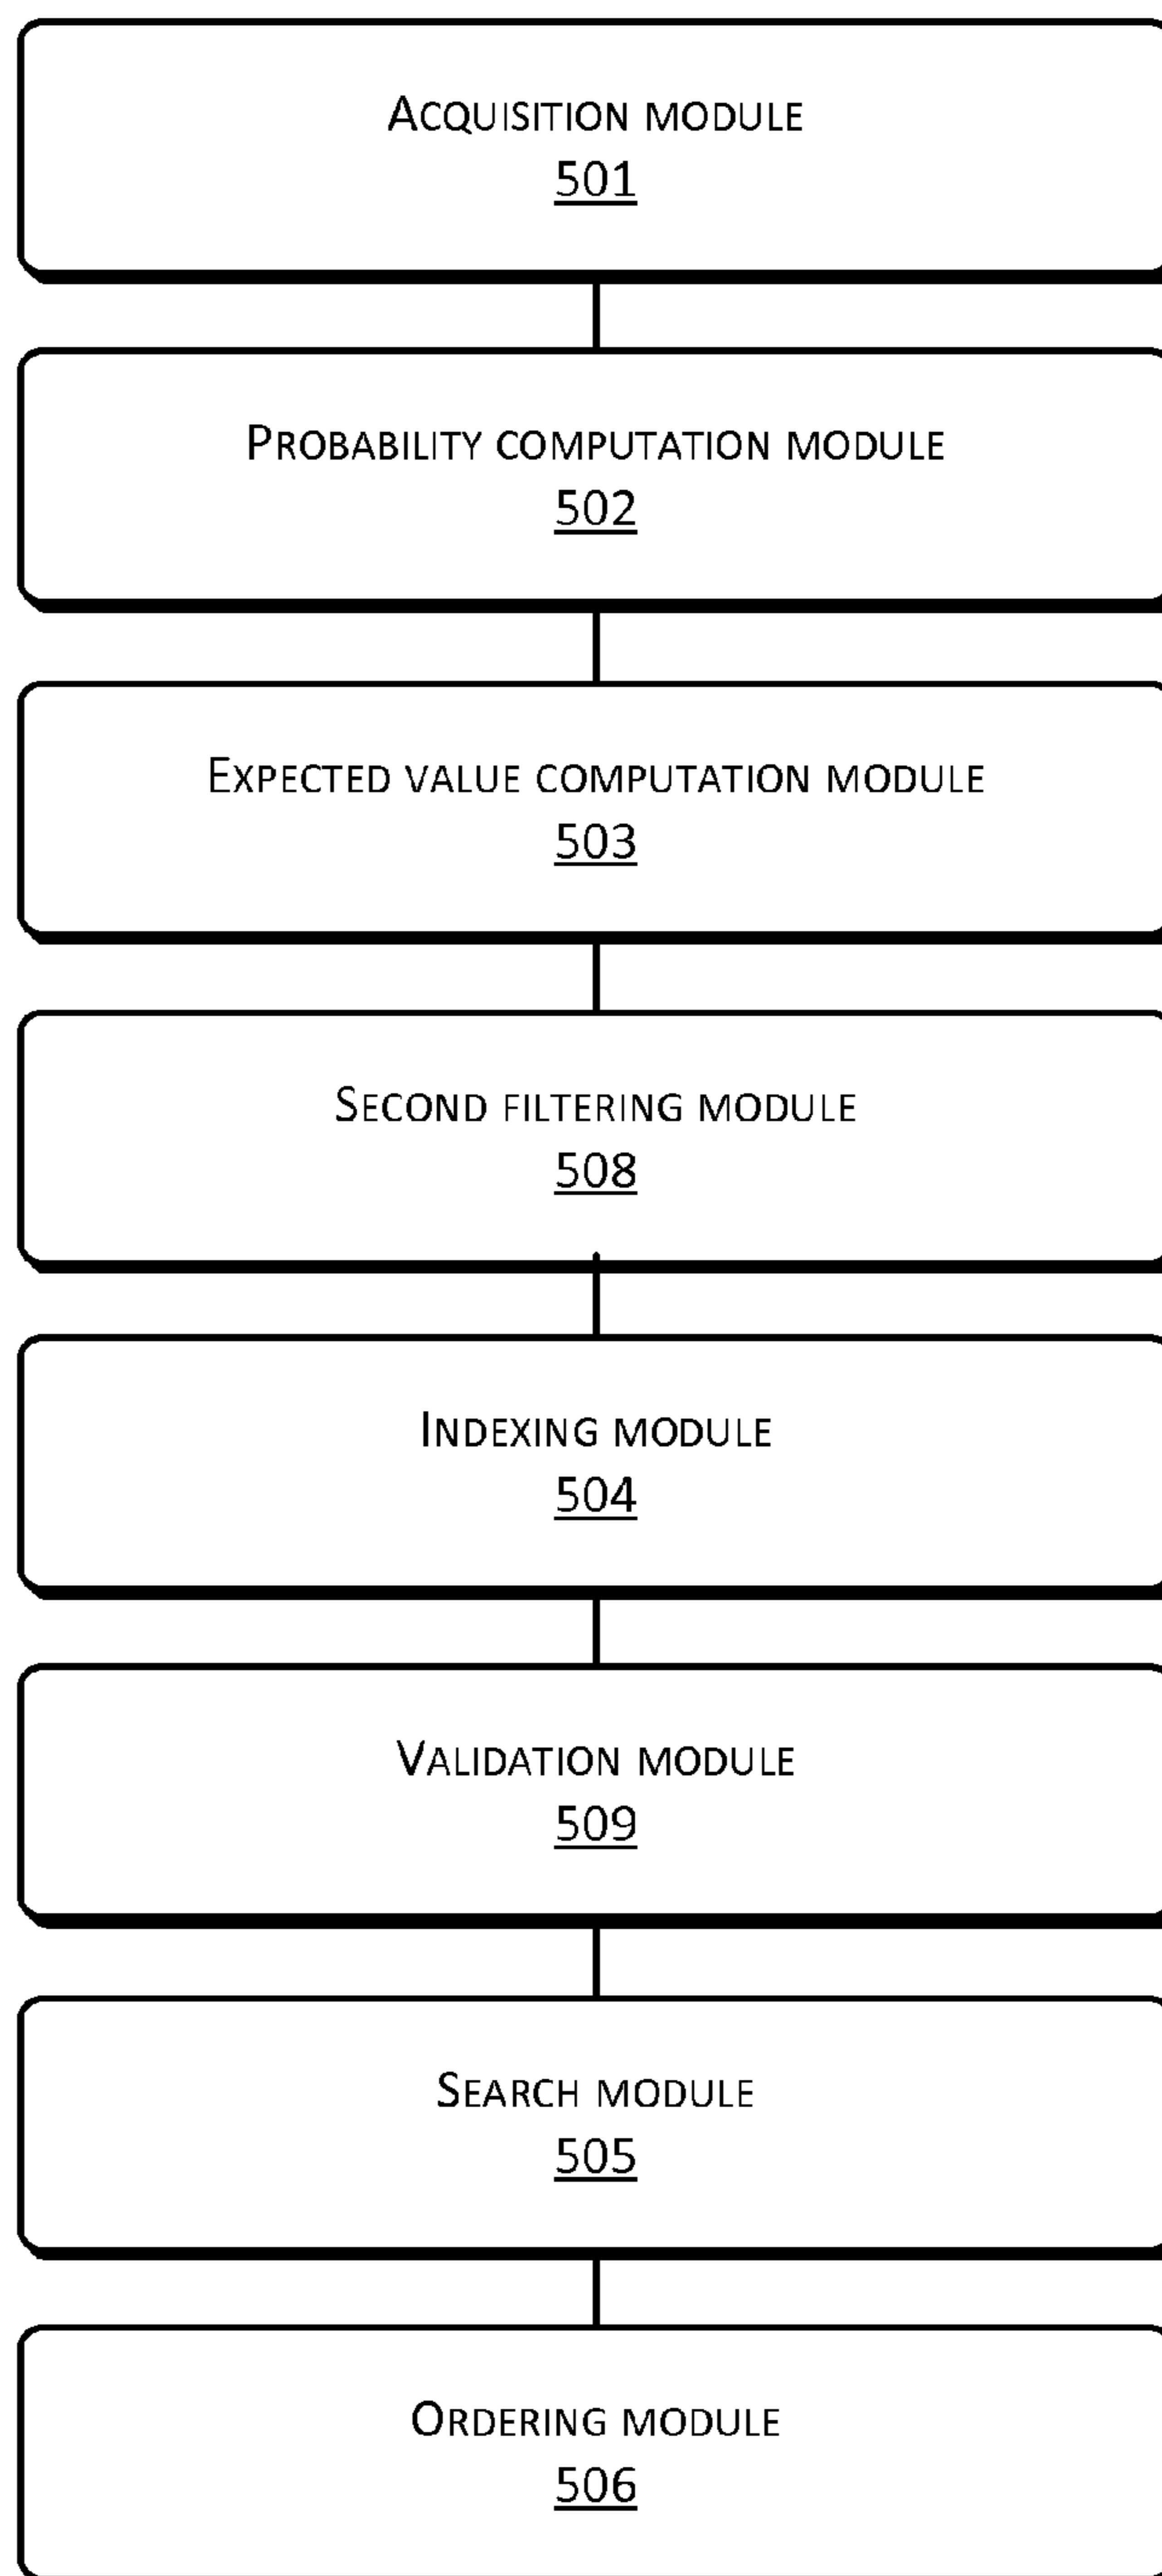 Acquisition module
501
Probability computation module
502
Expected value computation module
503
Second filtering module
508
Indexing module
504
Validation module
509
Search module
505
Ordering module
506